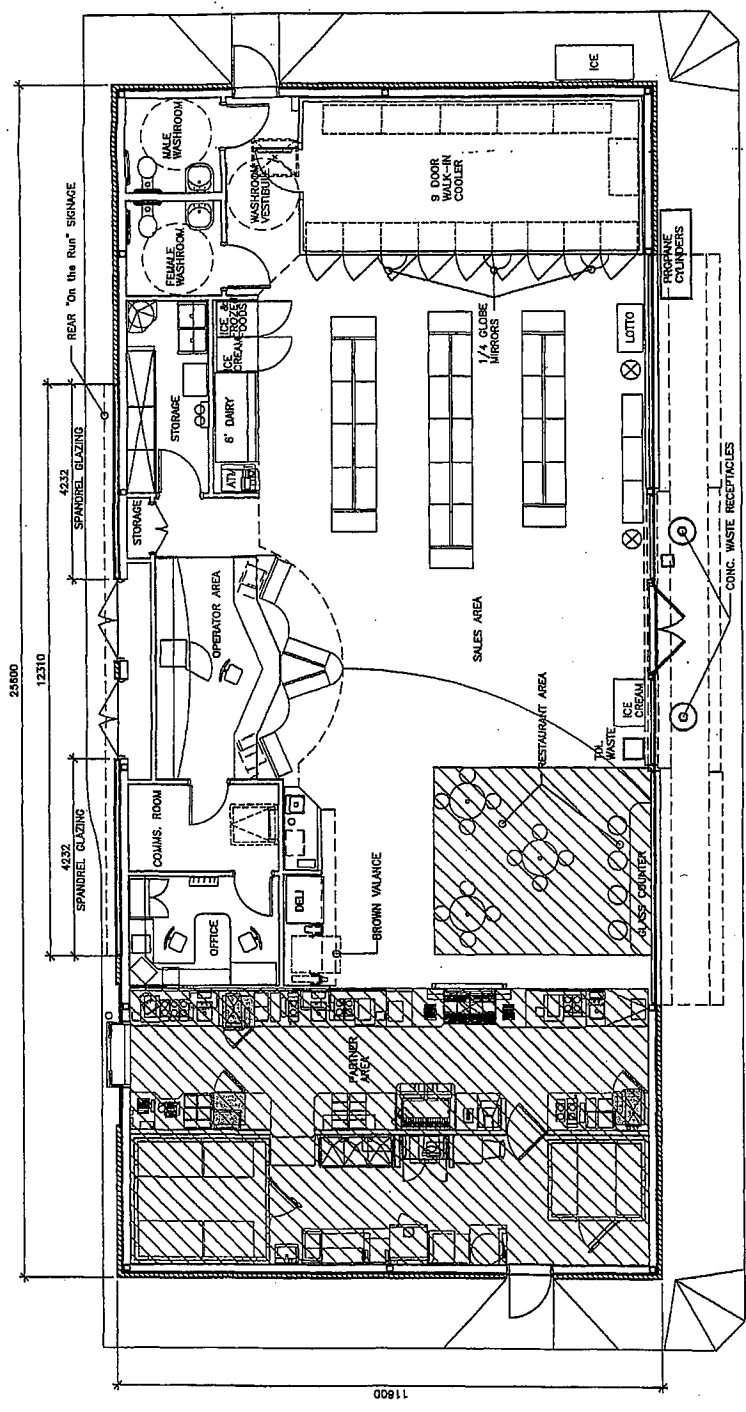 25600
12310
4232
SPANDREL GLAZING
4232
SPANDREL GLAZING
REAR "On the Run" SIGNAGE
11600
OFFICE
COMMS. ROOM
OPERATOR AREA
STORAGE
STORAGE
FEMALE
WASHROOM
MALE
WASHROOM
WASHROOM
VESTIBULE
DELI
ATM
6' DAIRY
ICE
CREAM
ICE &
FROZEN
FOODS
PARTNER
AREA
BROWN VALANCE
SALES AREA
1/4 GLOBE
MIRRORS
9 DOOR
WALK-IN
COOLER
RESTAURANT AREA
GLASS COUNTER
WASTE
ICE
CREAM
LOTTO
CONC. WASTE RECEPTACLES
PROPANE
CYLINDERS
ICE